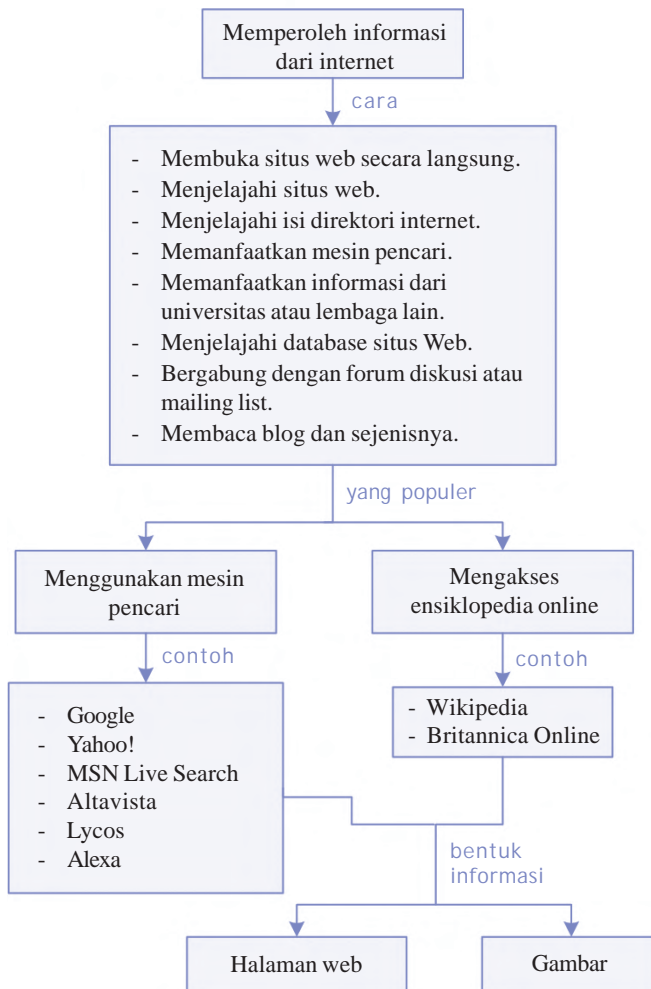 Memperoleh informasi
dari internet
cara
- Membuka situs web secara langsung.
- Menjelajahi situs web.
- Menjelajahi isi direktori internet.
- Memanfaatkan mesin pencari.
- Memanfaatkan informasi dari
universitas atau lembaga lain.
- Menjelajahi database situs Web.
- Bergabung dengan forum diskusi atau
mailing list.
- Membaca blog dan sejenisnya.
yang populer
Menggunakan mesin
pencari
Mengakses
ensiklopedia online
contoh
contoh
- Google
- Yahoo!
- MSN Live Search
- Altavista
- Lycos
- Alexa
- Wikipedia
- Britannica Online
bentuk
informasi
Halaman web
Gambar